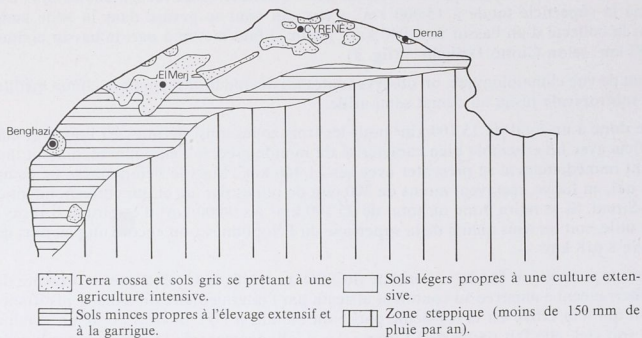 CYRENE
Derna
El Merj
Benghazi
Terra rossa et sols gris se prêtant à une
agriculture intensive.
Sols minces propres à l'élevage extensif et
à la garrigue.
Sols légers propres à une culture exten-
sive.
Zone steppique (moins de 150 mm de
pluie par an).